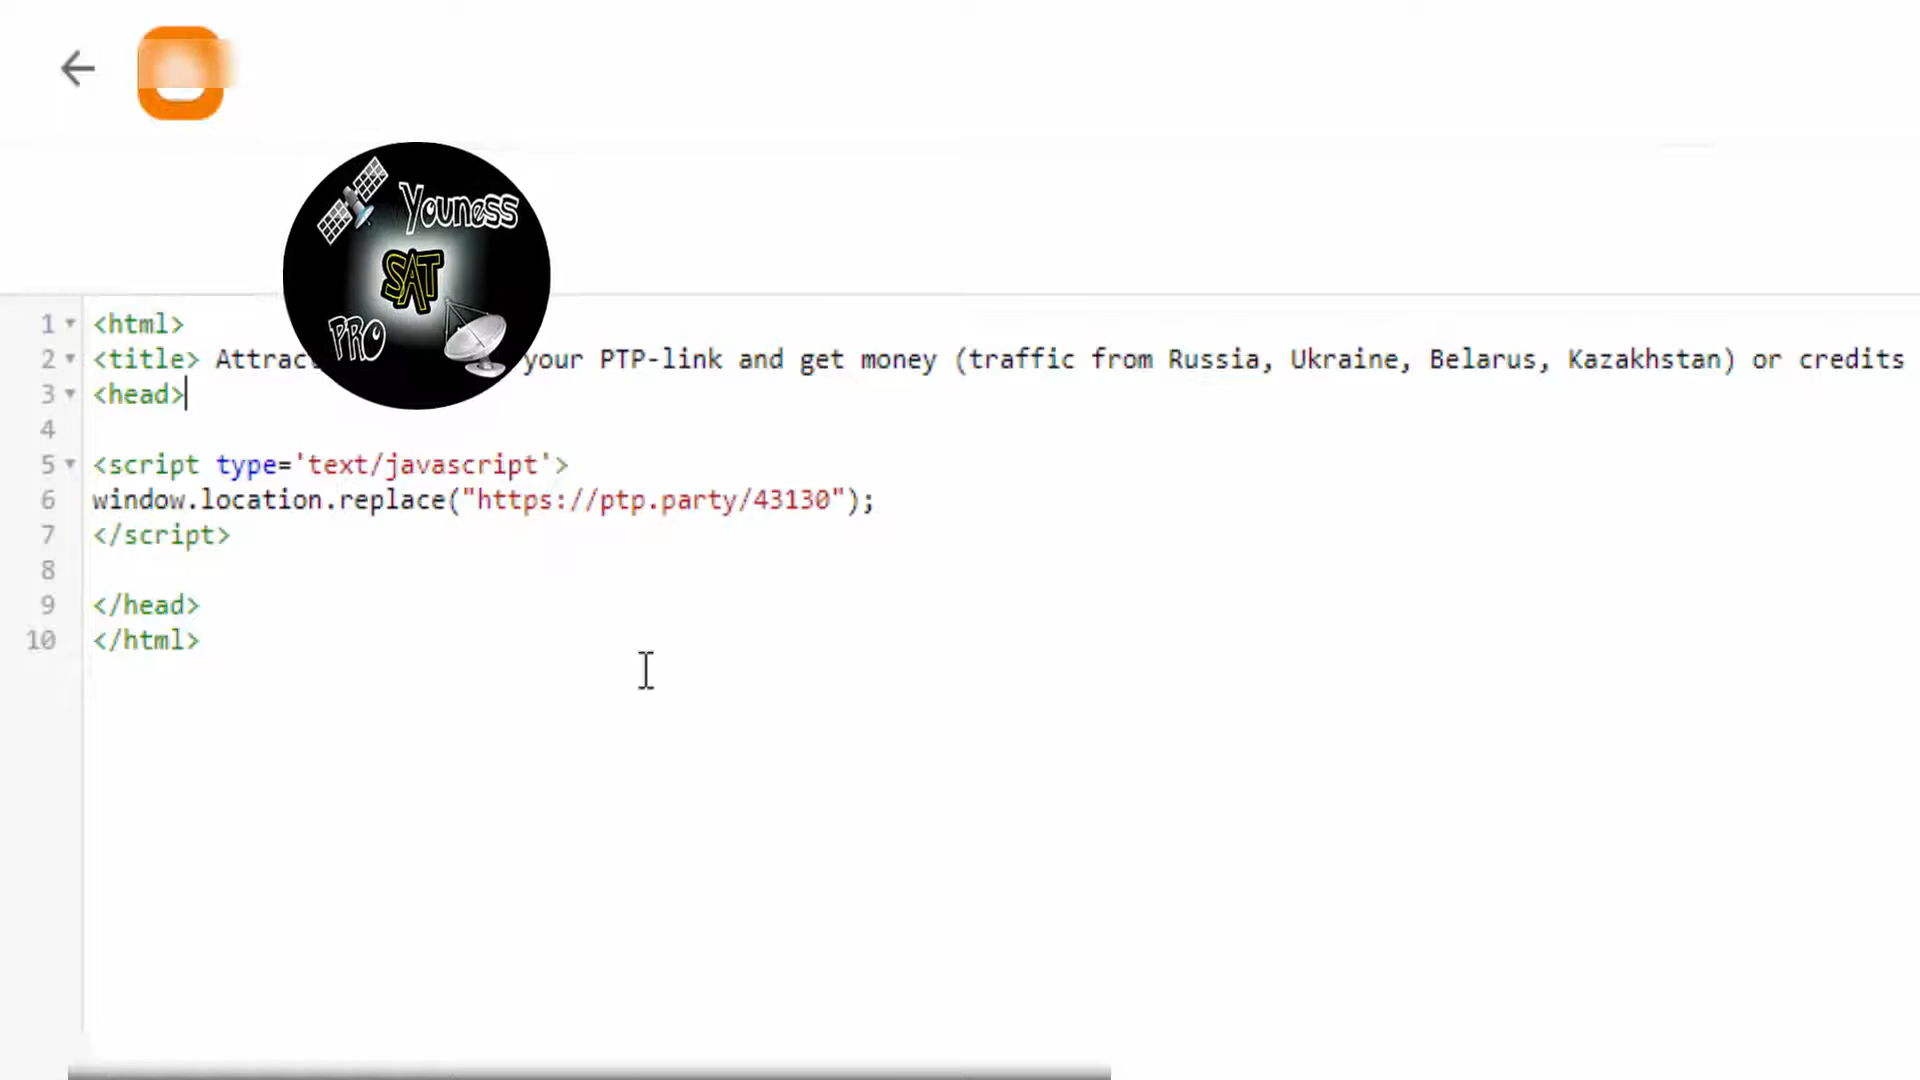 Youness
SAT
PRO
1 <html>
2 <title> Attrac your PTP-link and get money (traffic from Russia, Ukraine, Belarus, Kazakhstan) or credits
3 <head>
4
5 <script type='text/javascript'>
6 window.location.replace("https://ptp.party/43130");
7 </script>
8
9 </head>
10 </html>